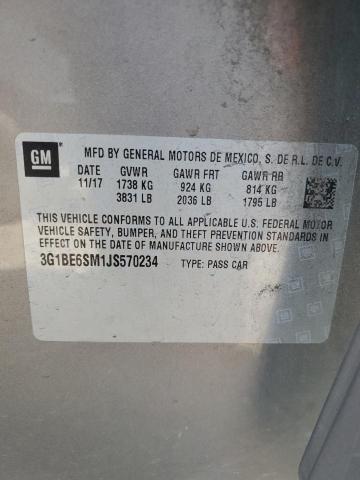 GM
MFD BY GENERAL MOTORS DE MEXICO, S. DE R.L. DE C.V.
DATE GVWR GAWR FRT GAWR RR
11/17 1738 KG 924 KG 814 KG
3831 LB 2036 LB 1795 LB
THIS VEHICLE CONFORMS TO ALL APPLICABLE U.S. FEDERAL MOTOR
VEHICLE SAFETY, BUMPER, AND THEFT PREVENTION STANDARDS IN
EFFECT ON THE DATE OF MANUFACTURE SHOWN ABOVE.
3G1BE6SM1JS570234 TYPE: PASS CAR